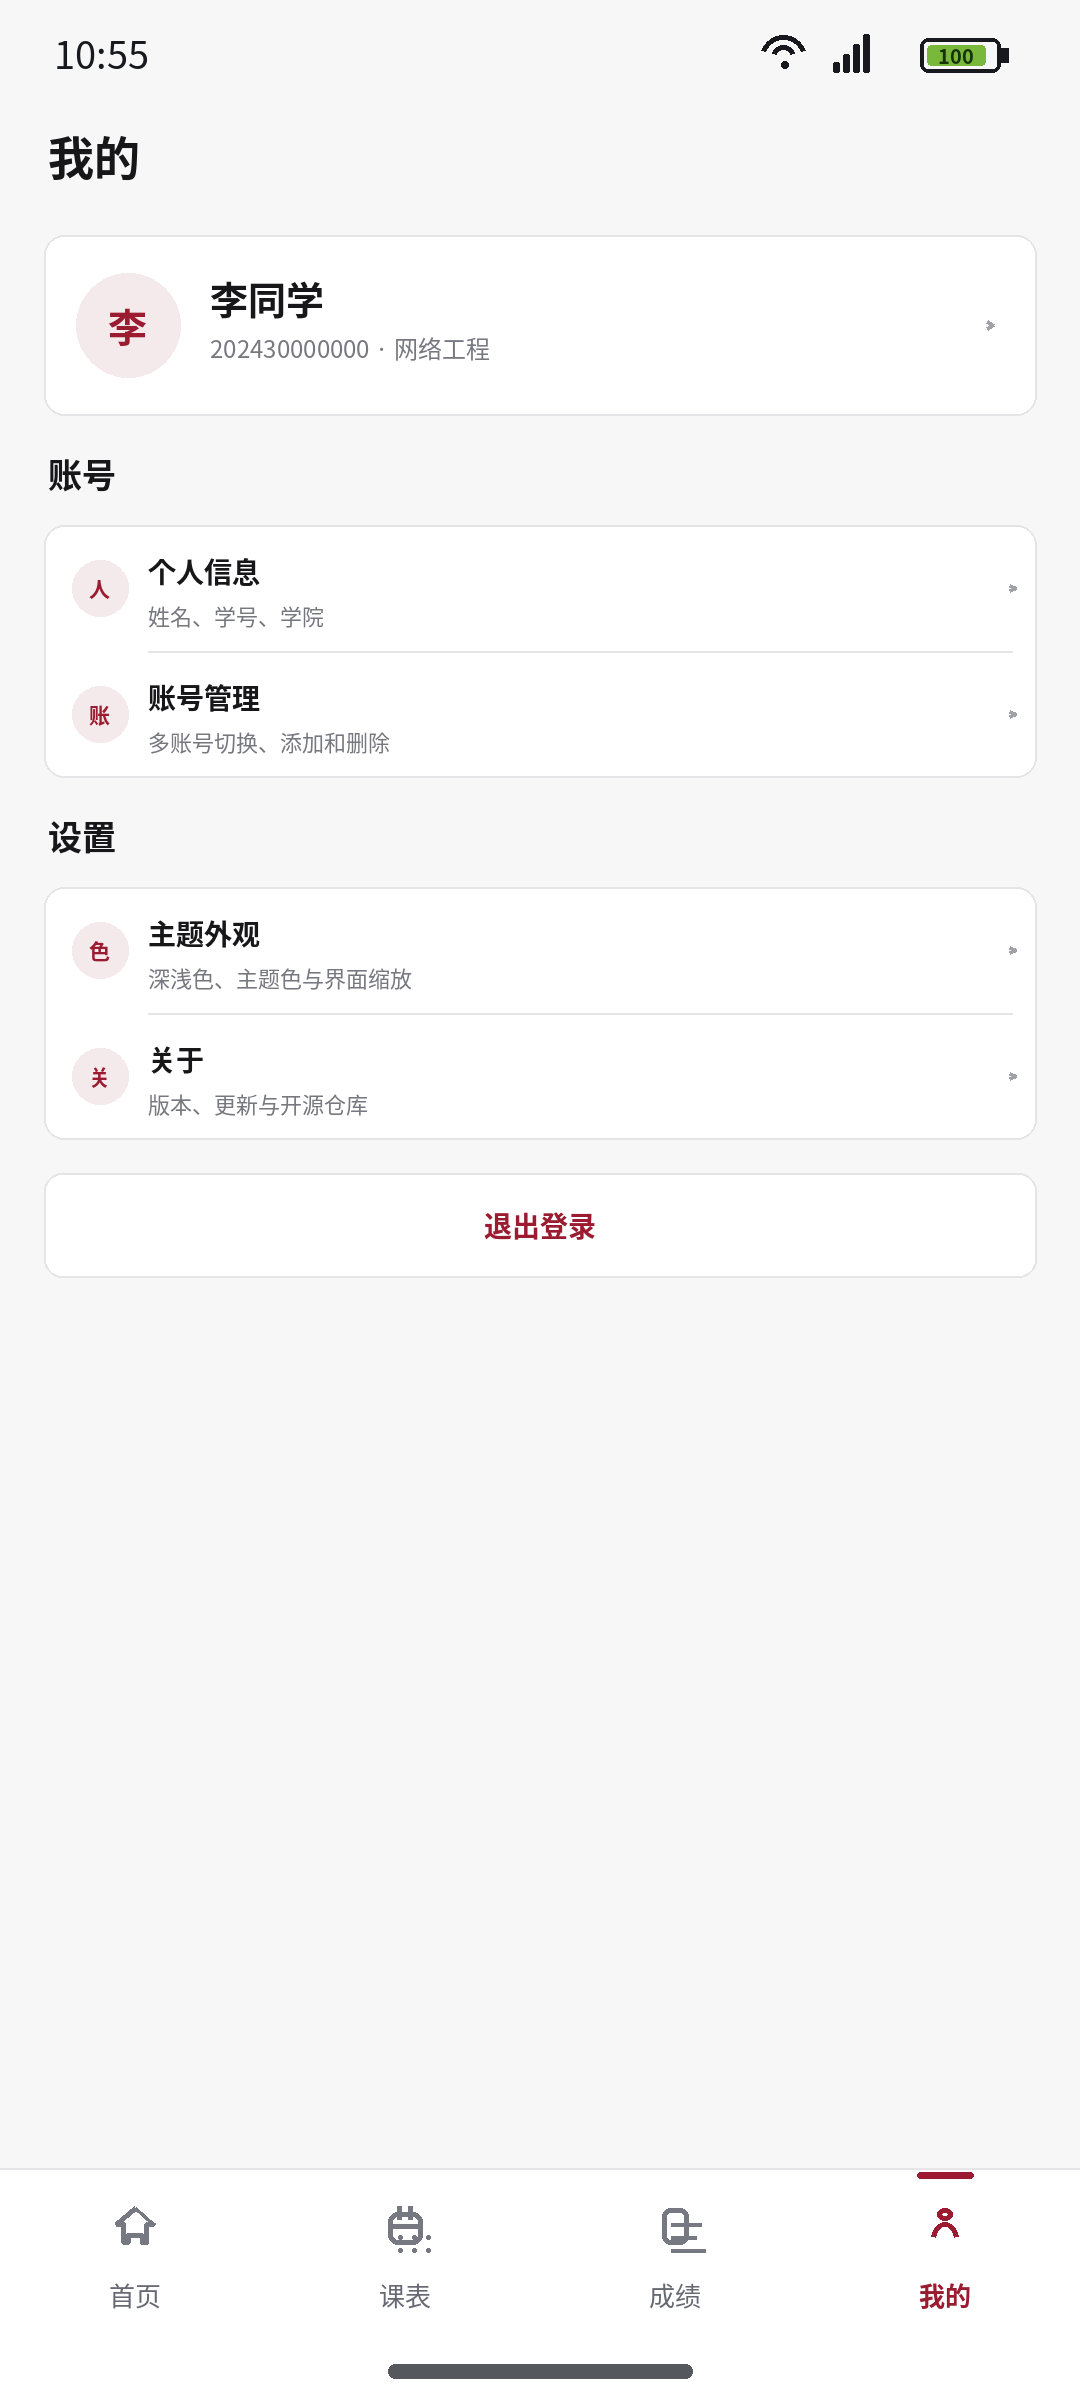 10:55
100
我的
李
李同学
202430000000 · 网络工程
账号
人
个人信息
姓名、学号、学院
账
账号管理
多账号切换、添加和删除
设置
色
主题外观
深浅色、主题色与界面缩放
关
关于
版本、更新与开源仓库
退出登录
首页
课表
成绩
我的